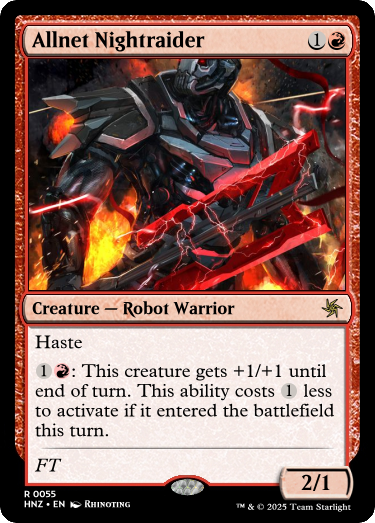 Allnet Nightraider 1R
Creature — Robot Warrior
Haste
1R: This creature gets +1/+1 until
end of turn. This ability costs 1 less
to activate if it entered the battlefield
this turn.
FT
2/1
R 0055
HNZ • EN Rhinoting
™ & © 2025 Team Starlight